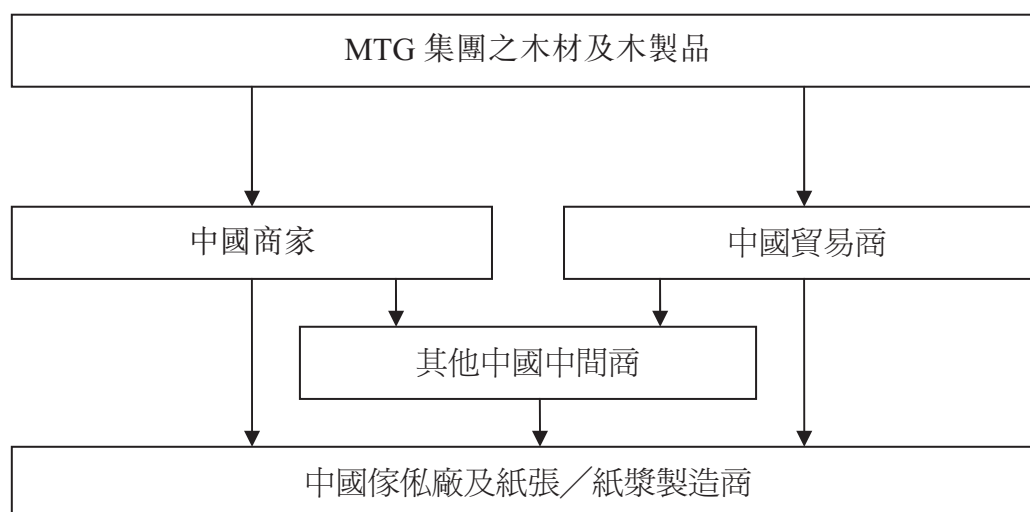 MTG 集團之木材及木製品
中國商家
中國貿易商
其他中國中間商
中國傢俬廠及紙張／紙漿製造商